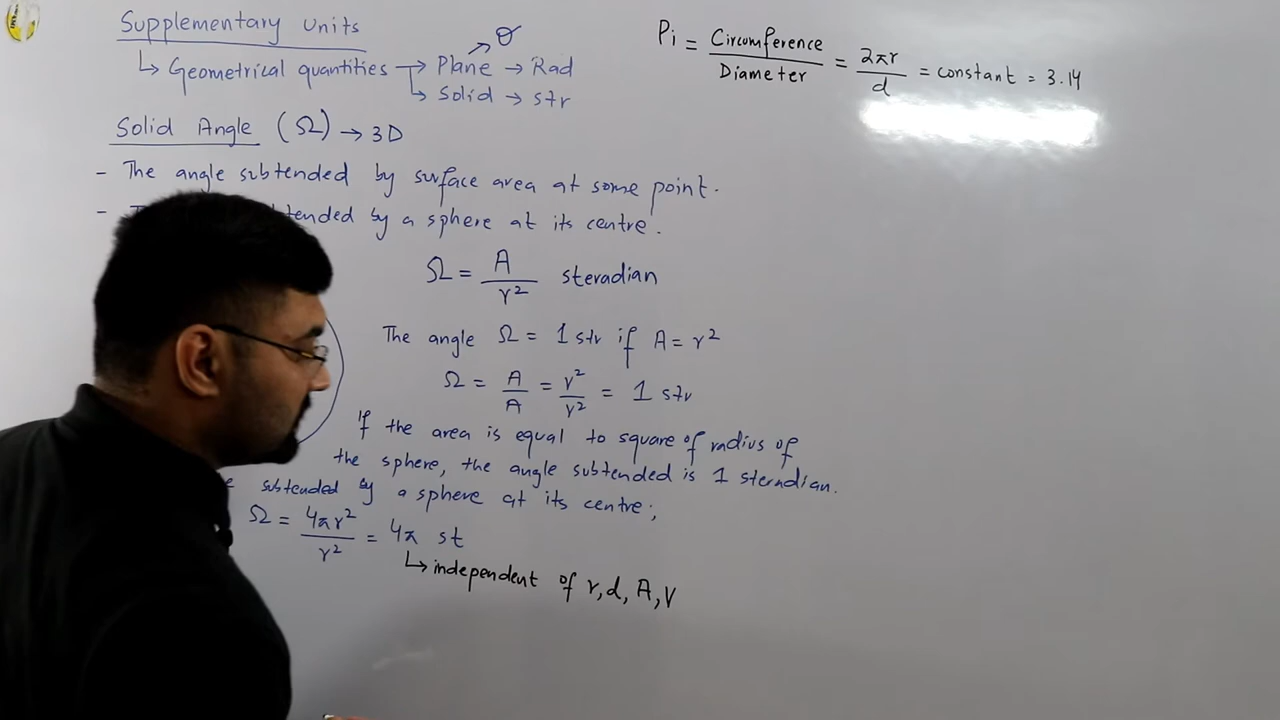 Supplementary Units
↳ Geometrical quantities → Plane → Rad
↗ θ
↳ Solid → str
Solid Angle (Ω) → 3D
- The angle subtended by surface area at some point.
- tended by a sphere at its centre.
Ω = A / r² steradian
The angle Ω = 1 str if A = r²
Ω = A / A = r² / r² = 1 str
If the area is equal to square of radius of
the sphere, the angle subtended is 1 sterndian.
subtended by a sphere at its centre;
Ω = 4πr² / r² = 4π st
↳ independent of r, d, A, V
Pi = Circumference / Diameter = 2πr / d = constant = 3.14